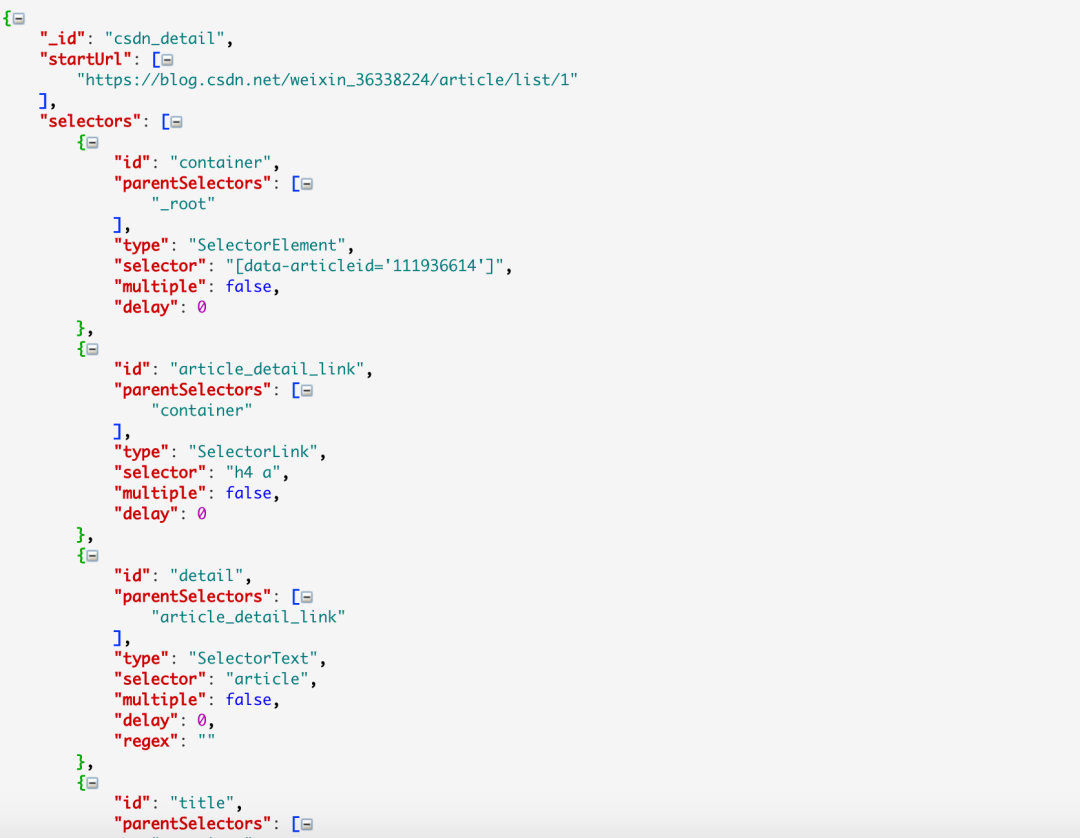 {
"_id": "csdn_detail",
"startUrl": [
"https://blog.csdn.net/weixin_36338224/article/list/1"
],
"selectors": [
{
"id": "container",
"parentSelectors": [
"_root"
],
"type": "SelectorElement",
"selector": "[data-articleid='111936614']",
"multiple": false,
"delay": 0
},
{
"id": "article_detail_link",
"parentSelectors": [
"container"
],
"type": "SelectorLink",
"selector": "h4 a",
"multiple": false,
"delay": 0
},
{
"id": "detail",
"parentSelectors": [
"article_detail_link"
],
"type": "SelectorText",
"selector": "article",
"multiple": false,
"delay": 0,
"regex": ""
},
{
"id": "title",
"parentSelectors": [